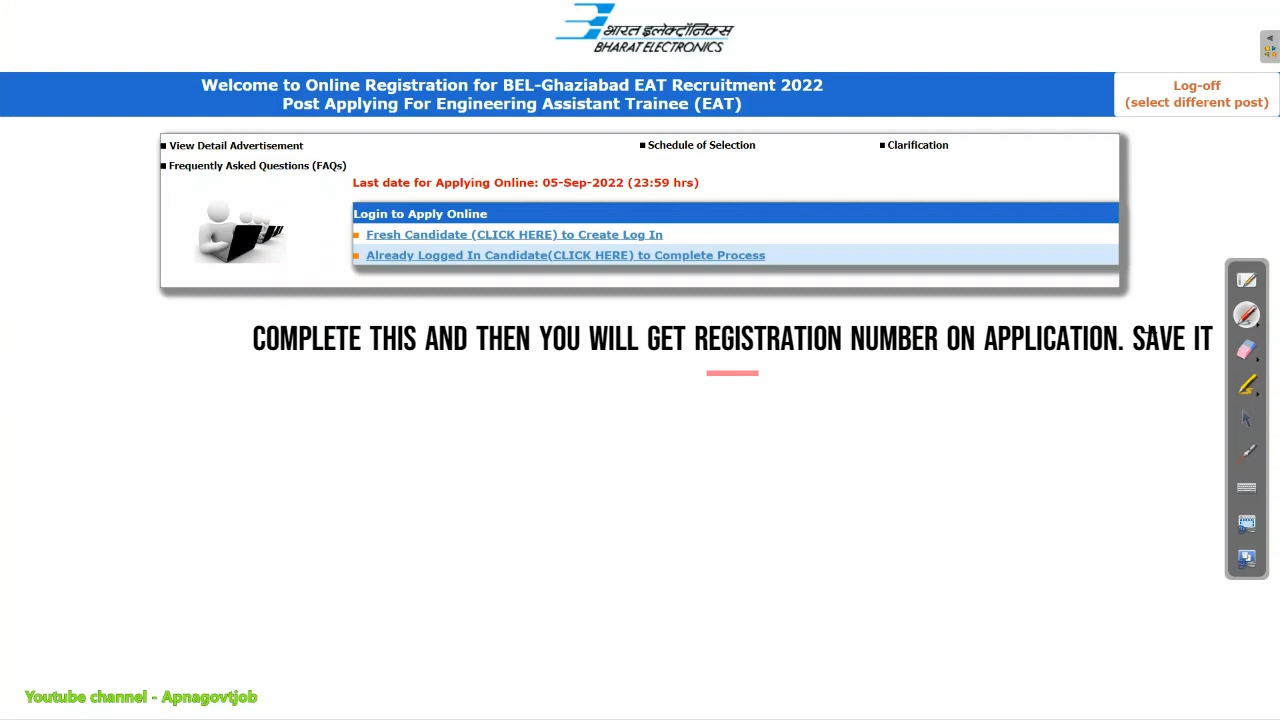 भारत इलेक्ट्रॉनिक्स
BHARAT ELECTRONICS
Welcome to Online Registration for BEL-Ghaziabad EAT Recruitment 2022
Post Applying For Engineering Assistant Trainee (EAT)
Log-off
(select different post)
View Detail Advertisement
Schedule of Selection
Clarification
Frequently Asked Questions (FAQs)
Last date for Applying Online: 05-Sep-2022 (23:59 hrs)
Login to Apply Online
Fresh Candidate (CLICK HERE) to Create Log In
Already Logged In Candidate(CLICK HERE) to Complete Process
COMPLETE THIS AND THEN YOU WILL GET REGISTRATION NUMBER ON APPLICATION. SAVE IT
Youtube channel - Apnagovtjob